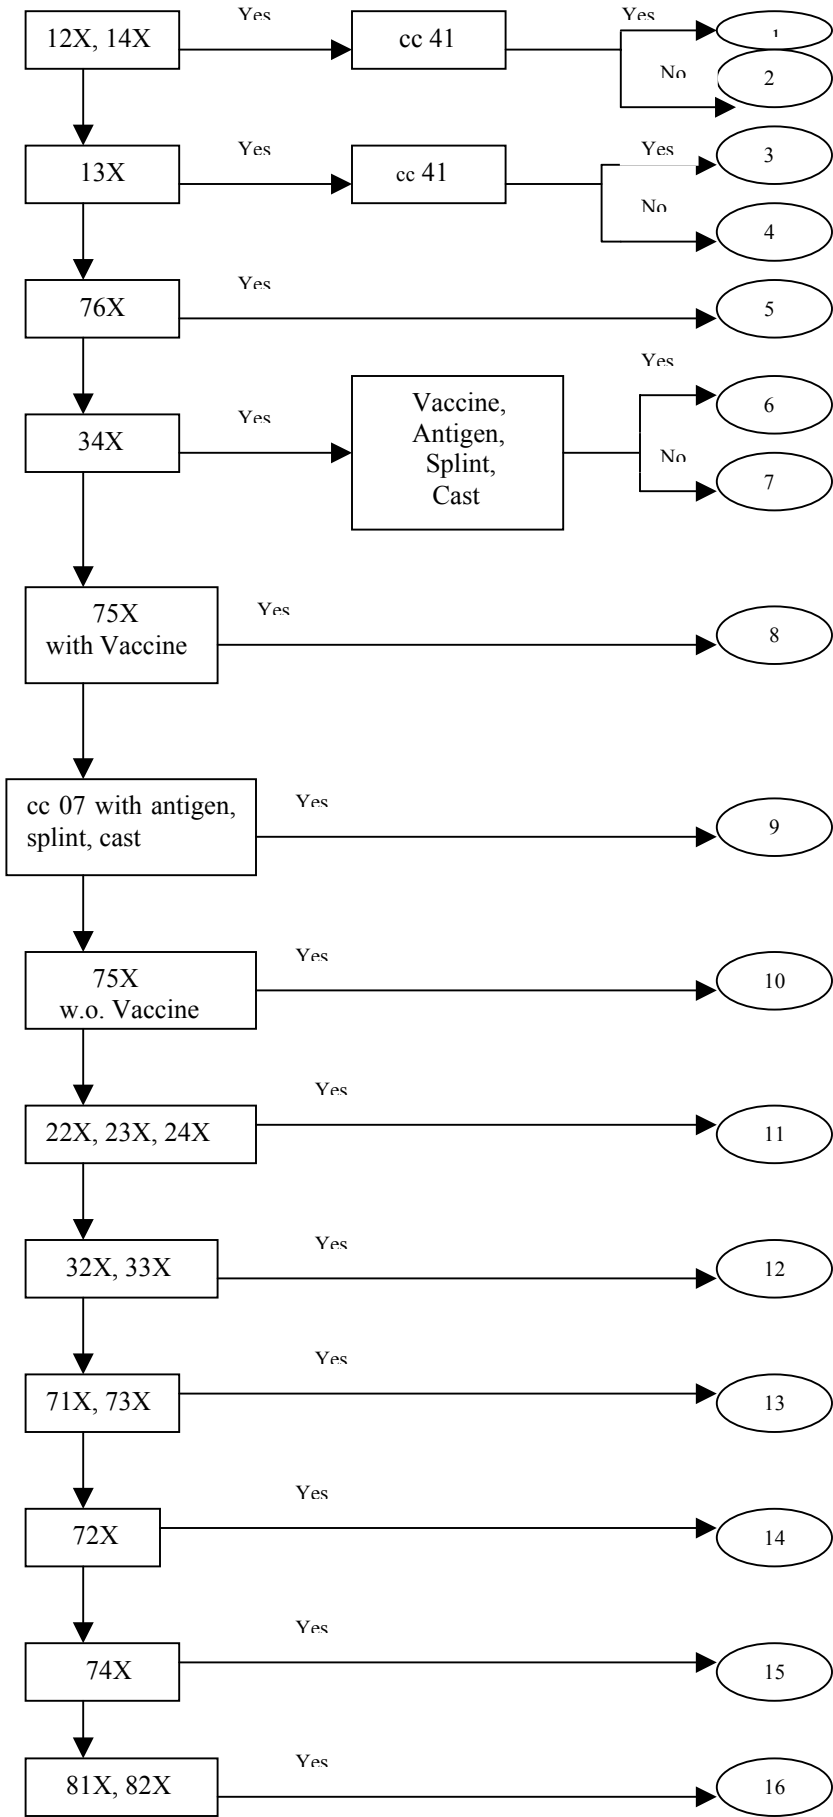 Yes Yes
12X, 14X cc 41 1
No 2
Yes Yes 3
13X cc 41
No
4
Yes
76X 5
Yes
Vaccine, 6
Yes Antigen,
34X Splint, No
Cast 7
75X Yes
with Vaccine 8
cc 07 with antigen, Yes
splint, cast 9
75X Yes
w.o. Vaccine 10
Yes
22X, 23X, 24X 11
Yes
32X, 33X 12
Yes
71X, 73X 13
Yes
72X 14
Yes
74X 15
Yes
81X, 82X 16